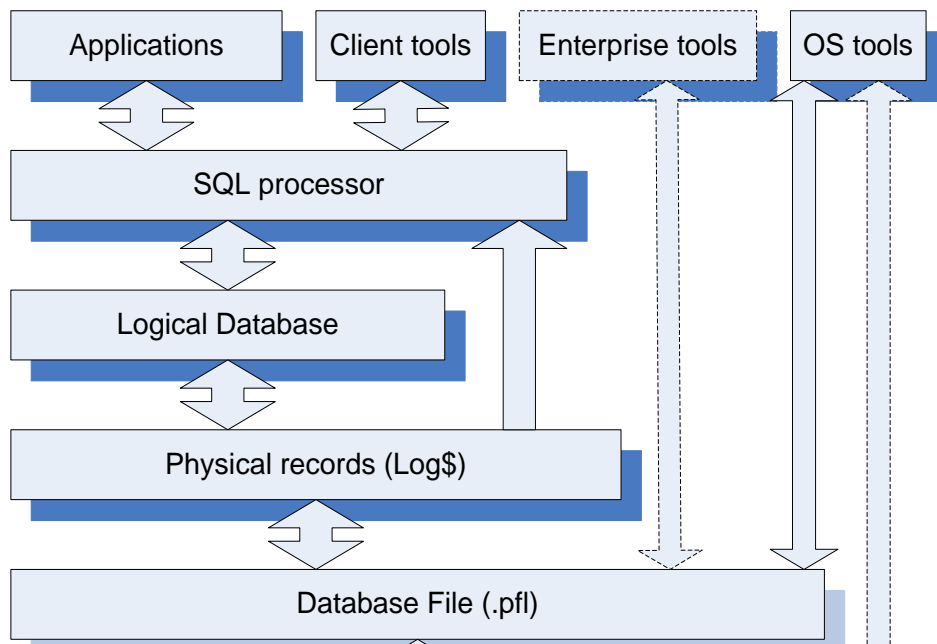 Applications
Client tools
Enterprise tools
OS tools
SQL processor
Logical Database
Physical records (Log$)
Database File (.pfl)